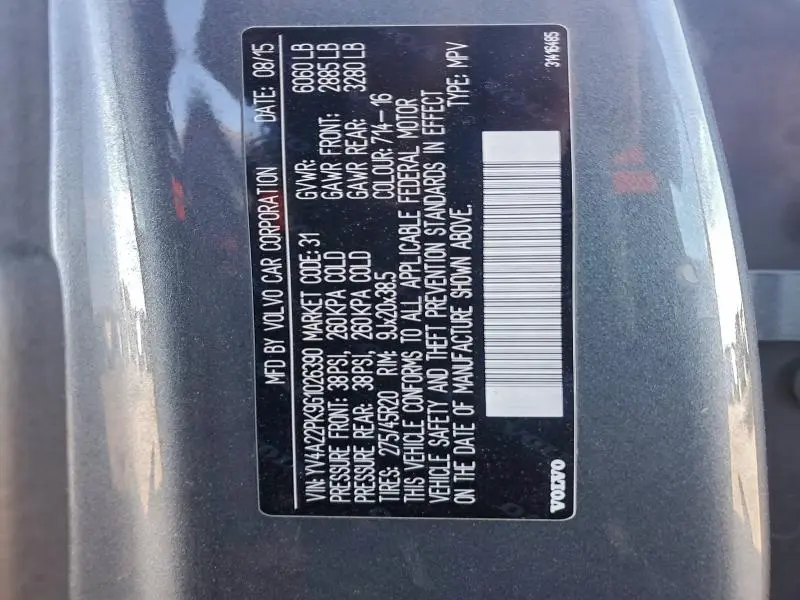 MFD BY VOLVO CAR CORPORATION DATE: 08/15
VIN: YV4A22PK9G1026390 MARKET CODE: 31 GVWR: 6060 LB
PRESSURE FRONT: 38PSI, 260KPA COLD GAWR FRONT: 2885 LB
PRESSURE REAR: 38PSI, 260KPA COLD GAWR REAR: 3280 LB
TIRES: 275/45R20 RIM: 9Jx20x38.5 COLOUR: 714-16
THIS VEHICLE CONFORMS TO ALL APPLICABLE FEDERAL MOTOR
VEHICLE SAFETY AND THEFT PREVENTION STANDARDS IN EFFECT
ON THE DATE OF MANUFACTURE SHOWN ABOVE. TYPE: MPV
VOLVO 31416485